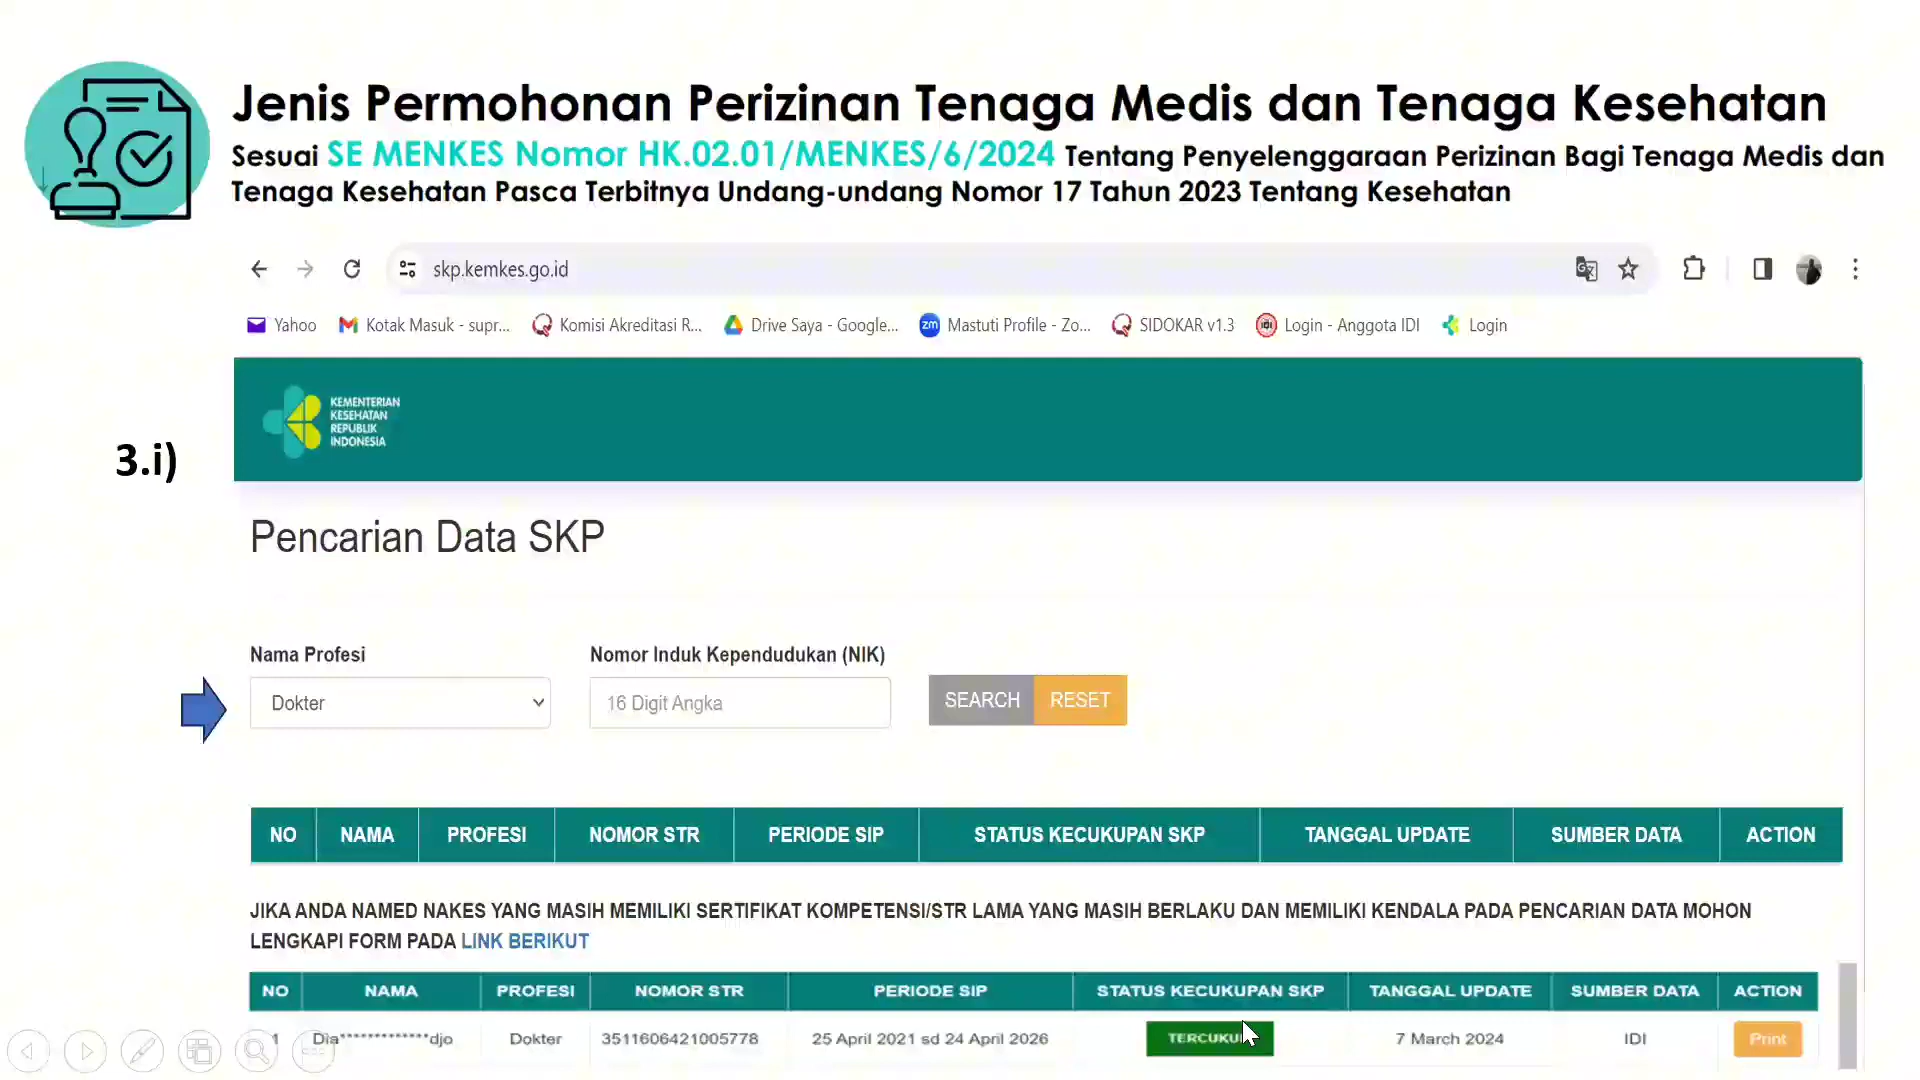 Jenis Permohonan Perizinan Tenaga Medis dan Tenaga Kesehatan
Sesuai SE MENKES Nomor HK.02.01/MENKES/6/2024 Tentang Penyelenggaraan Perizinan Bagi Tenaga Medis dan
Tenaga Kesehatan Pasca Terbitnya Undang-undang Nomor 17 Tahun 2023 Tentang Kesehatan
skp.kemkes.go.id
Yahoo Kotak Masuk - supr... Komisi Akreditasi R... Drive Saya - Google... zm Mastuti Profile - Zo... SIDOKAR v1.3 Login - Anggota IDI Login
KEMENTERIAN
KESEHATAN
REPUBLIK
INDONESIA
3.i)
Pencarian Data SKP
Nama Profesi Nomor Induk Kependudukan (NIK)
Dokter 16 Digit Angka SEARCH RESET
NO NAMA PROFESI NOMOR STR PERIODE SIP STATUS KECUKUPAN SKP TANGGAL UPDATE SUMBER DATA ACTION
JIKA ANDA NAMED NAKES YANG MASIH MEMILIKI SERTIFIKAT KOMPETENSI/STR LAMA YANG MASIH BERLAKU DAN MEMILIKI KENDALA PADA PENCARIAN DATA MOHON
LENGKAPI FORM PADA LINK BERIKUT
NO NAMA PROFESI NOMOR STR PERIODE SIP STATUS KECUKUPAN SKP TANGGAL UPDATE SUMBER DATA ACTION
1 Dia**************djo Dokter 3511606421005778 25 April 2021 sd 24 April 2026 7 March 2024 IDI Print